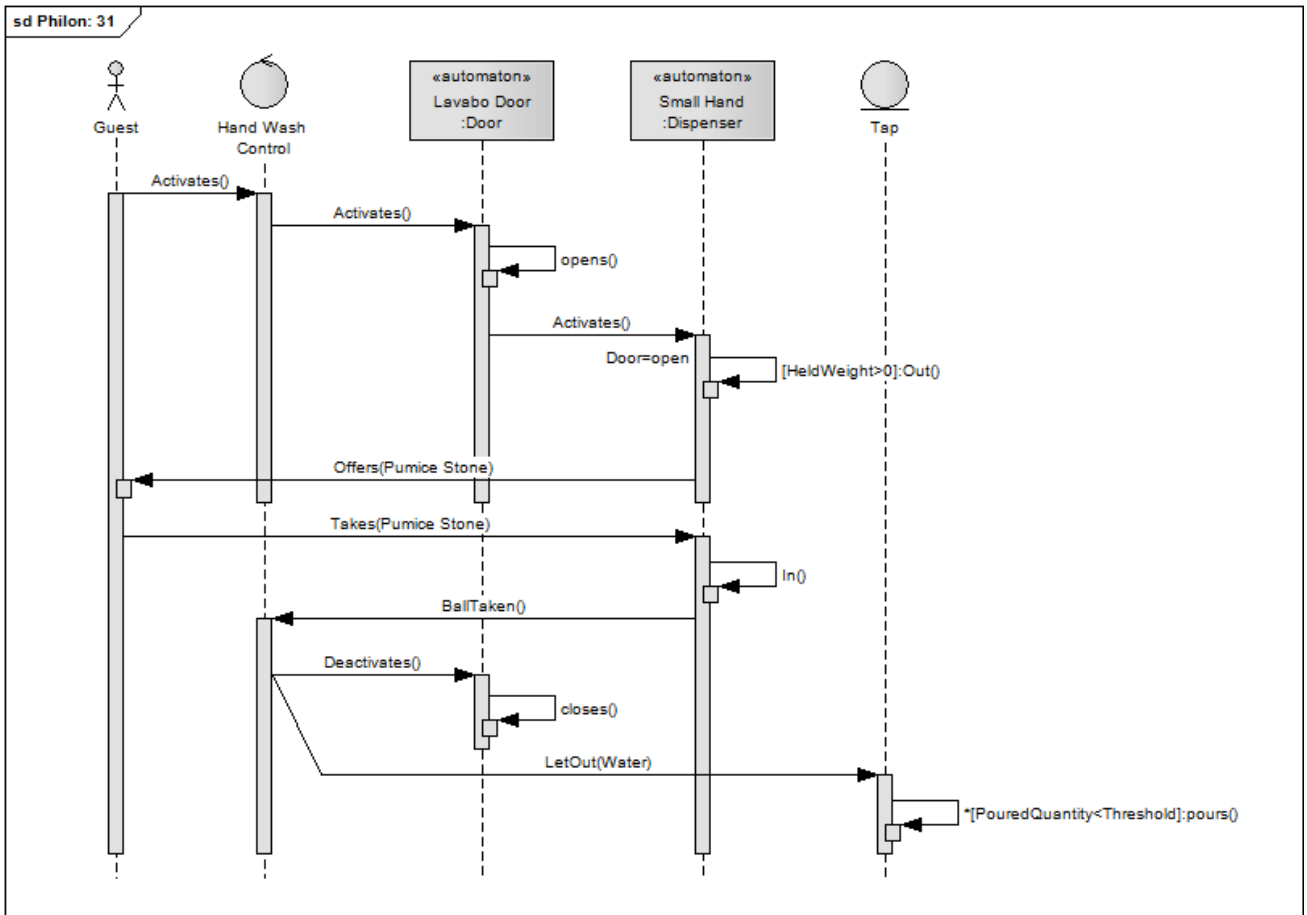 sd Philon: 31
Guest
Hand Wash
Control
«automaton»
Lavabo Door
:Door
«automaton»
Small Hand
:Dispenser
Tap
Activates()
Activates()
opens()
Activates()
Door=open
[HeldWeight>0]:Out()
Offers(Pumice Stone)
Takes(Pumice Stone)
In()
BallTaken()
Deactivates()
closes()
LetOut(Water)
*[PouredQuantity<Threshold]:pours()